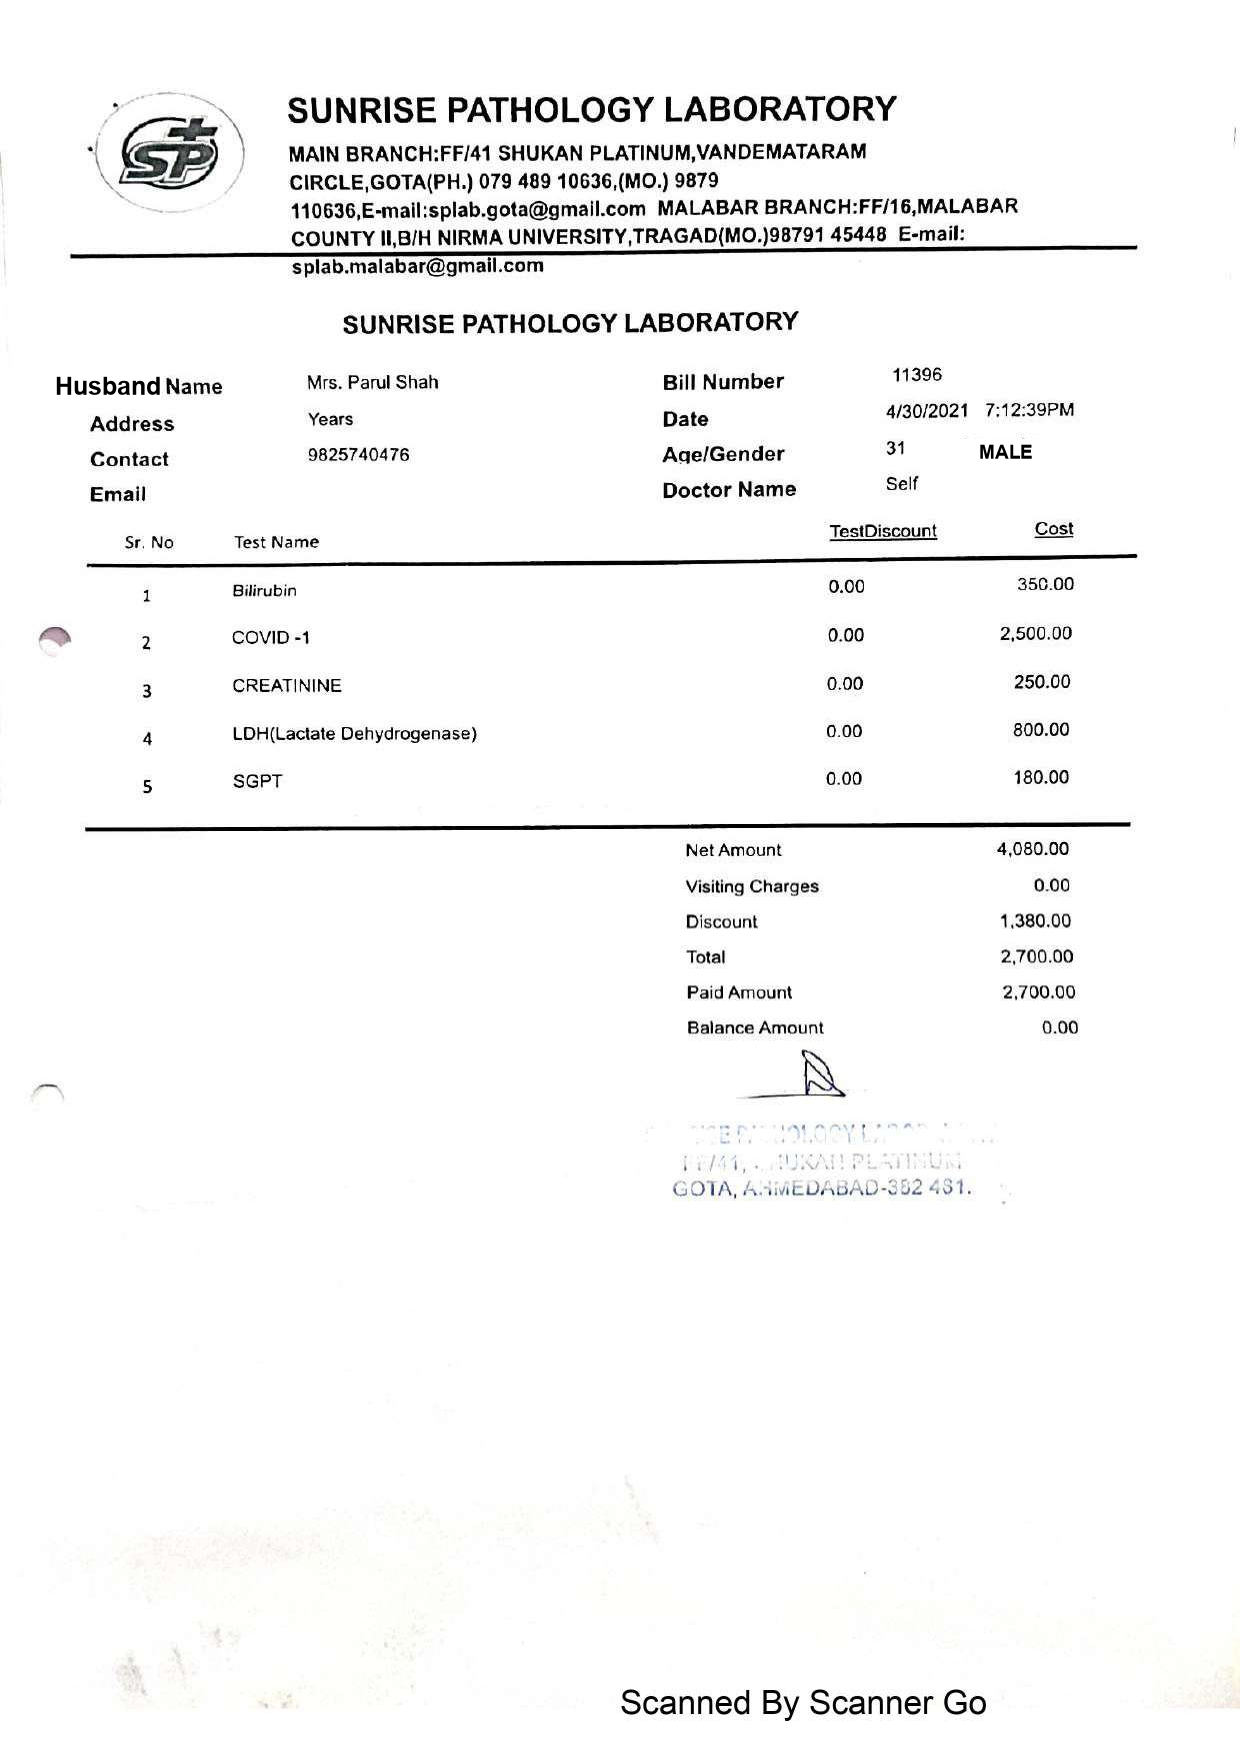 SP
SUNRISE PATHOLOGY LABORATORY
MAIN BRANCH:FF/41 SHUKAN PLATINUM,VANDEMATARAM
CIRCLE,GOTA(PH.) 079 489 10636,(MO.) 9879
110636,E-mail:splab.gota@gmail.com MALABAR BRANCH:FF/16,MALABAR
COUNTY II,B/H NIRMA UNIVERSITY,TRAGAD(MO.)98791 45448 E-mail:
splab.malabar@gmail.com
SUNRISE PATHOLOGY LABORATORY
Husband Name Mrs. Parul Shah Bill Number 11396
Address Years Date 4/30/2021 7:12:39PM
Contact 9825740476 Age/Gender 31 MALE
Email Doctor Name Self
Sr. No Test Name TestDiscount Cost
1 Bilirubin 0.00 350.00
2 COVID -1 0.00 2,500.00
3 CREATININE 0.00 250.00
4 LDH(Lactate Dehydrogenase) 0.00 800.00
5 SGPT 0.00 180.00
Net Amount 4,080.00
Visiting Charges 0.00
Discount 1,380.00
Total 2,700.00
Paid Amount 2,700.00
Balance Amount 0.00
PLATINUM
GOTA, AHMEDABAD-382 481.
Scanned By Scanner Go